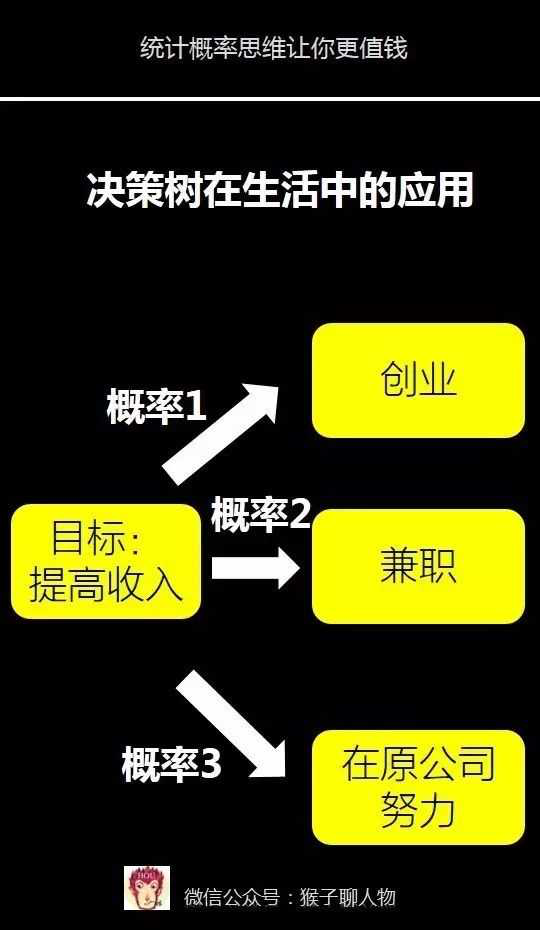 统计概率思维让你更值钱
决策树在生活中的应用
创业
概率1
概率2
目标：
提高收入
兼职
概率3
在原公司
努力
HOU
微信公众号：猴子聊人物